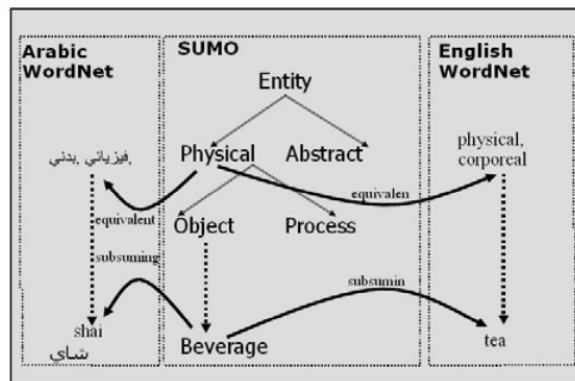 Arabic
WordNet
SUMO
English
WordNet
Entity
فيزيائي, بدني,
Physical
Abstract
physical,
corporeal
equivalent
equivalen
Object
Process
subsuming
subsumin
shai
شاي
Beverage
tea